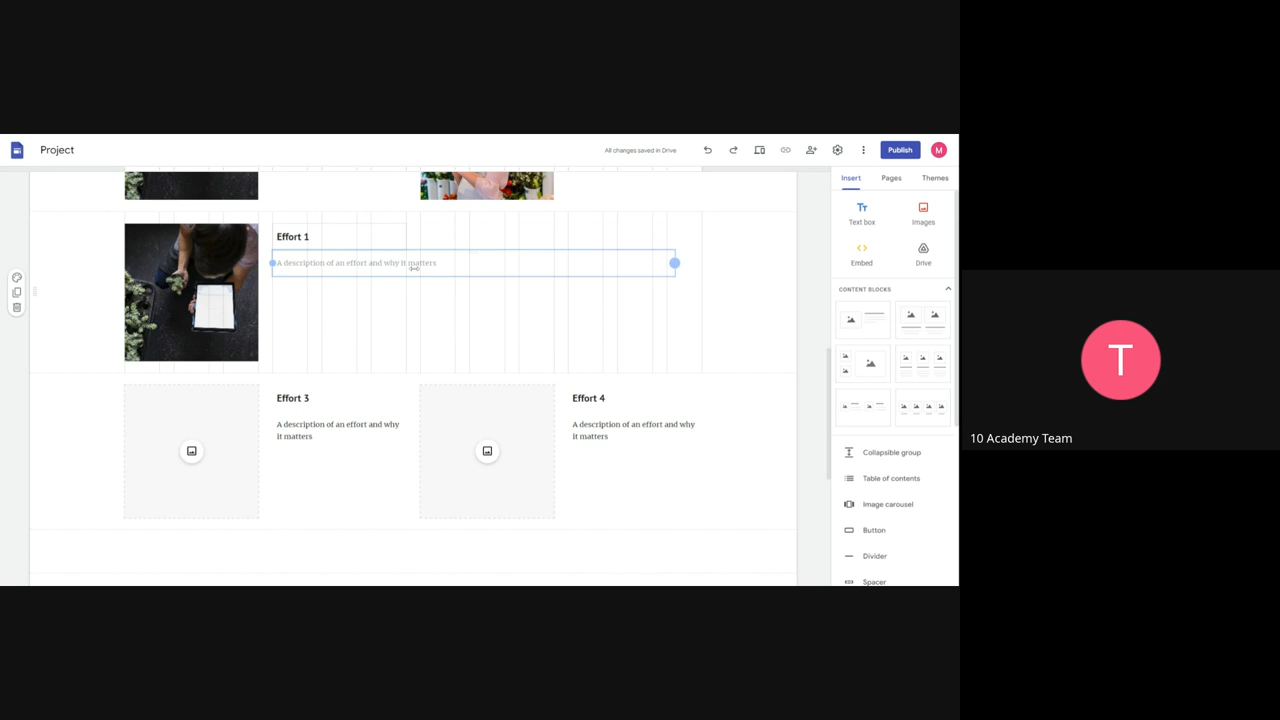 Project
All changes saved in Drive
Publish
M
Insert
Pages
Themes
Text box
Images
Embed
Drive
CONTENT BLOCKS
Collapsible group
Table of contents
Image carousel
Button
Divider
Spacer
Effort 1
A description of an effort and why it matters
Effort 3
A description of an effort and why
it matters
Effort 4
A description of an effort and why
it matters
T
10 Academy Team